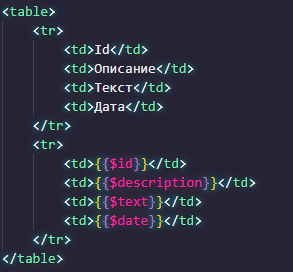 <table>
<tr>
<td>Id</td>
<td>Описание</td>
<td>Текст</td>
<td>Дата</td>
</tr>
<tr>
<td>{{$id}}</td>
<td>{{$description}}</td>
<td>{{$text}}</td>
<td>{{$date}}</td>
</tr>
</table>